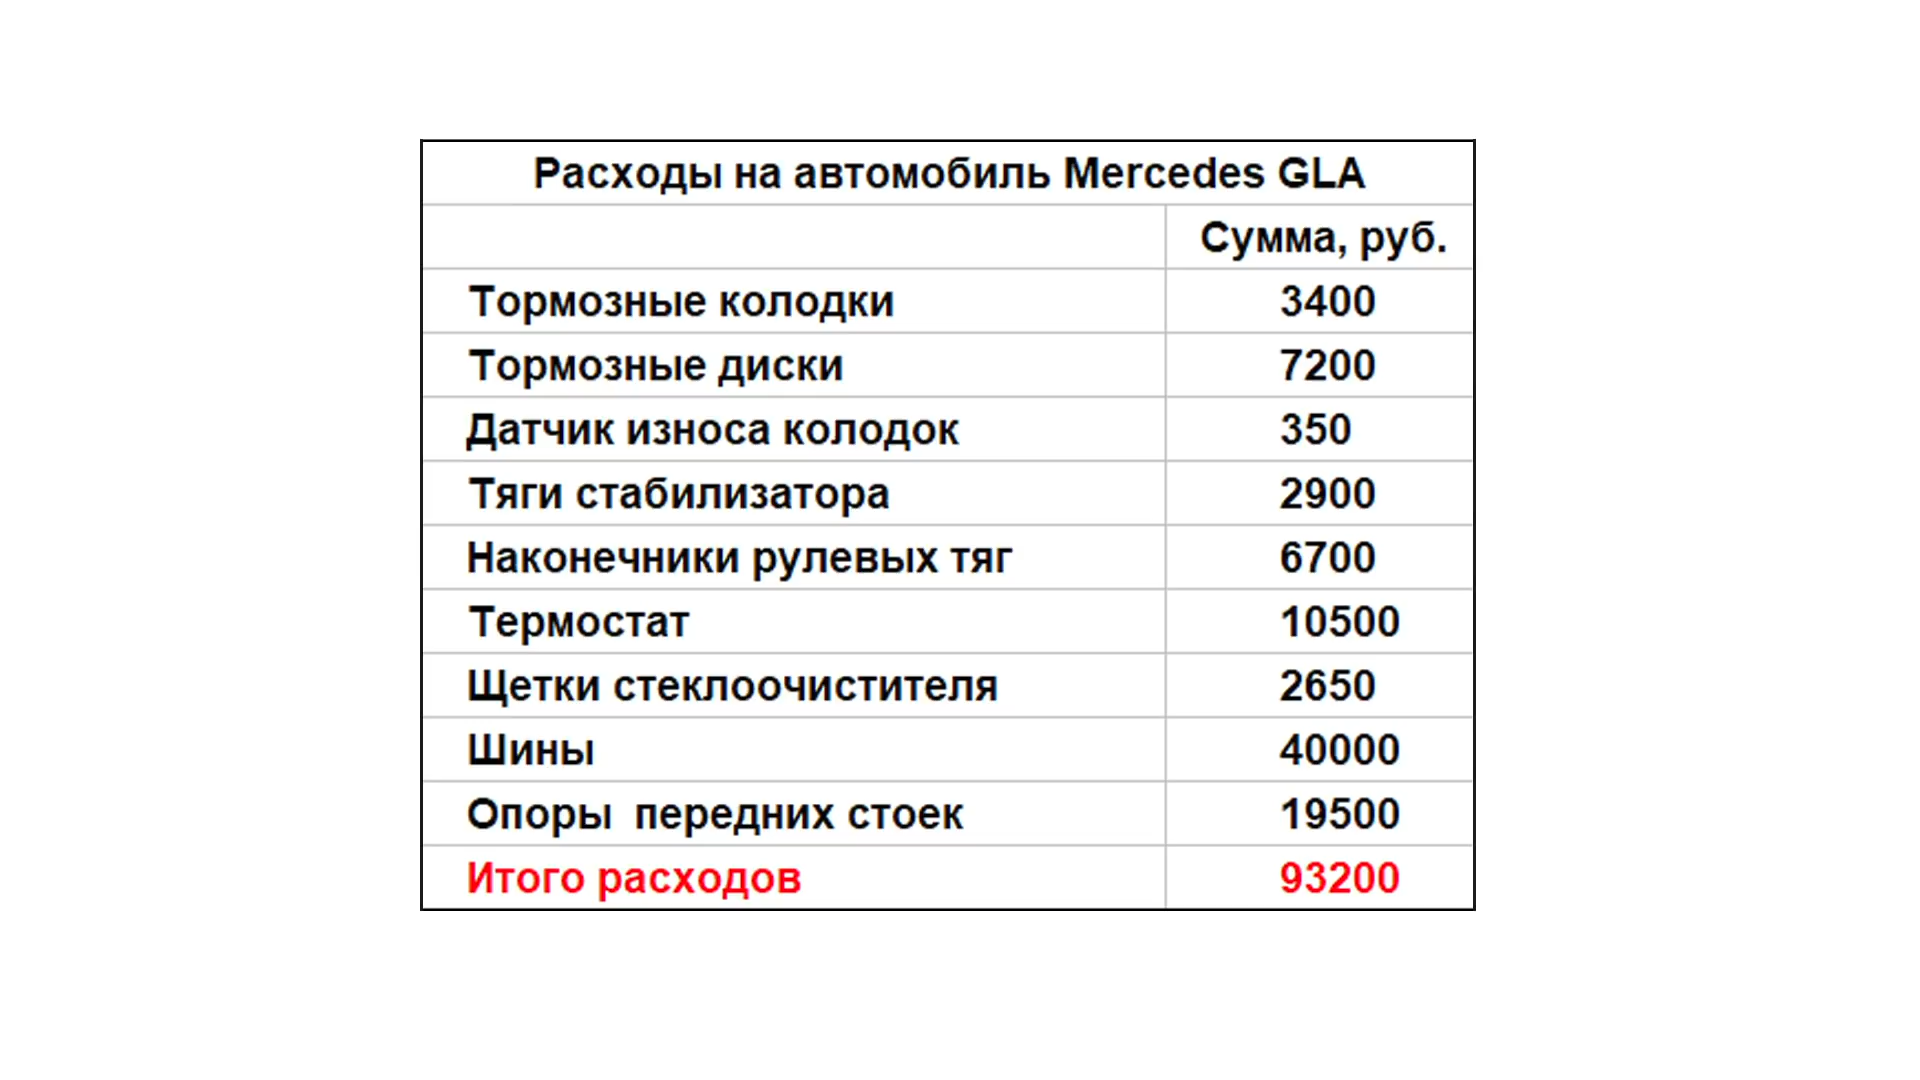 Расходы на автомобиль Mercedes GLA
Сумма, руб.
Тормозные колодки 3400
Тормозные диски 7200
Датчик износа колодок 350
Тяги стабилизатора 2900
Наконечники рулевых тяг 6700
Термостат 10500
Щетки стеклоочистителя 2650
Шины 40000
Опоры передних стоек 19500
Итого расходов 93200